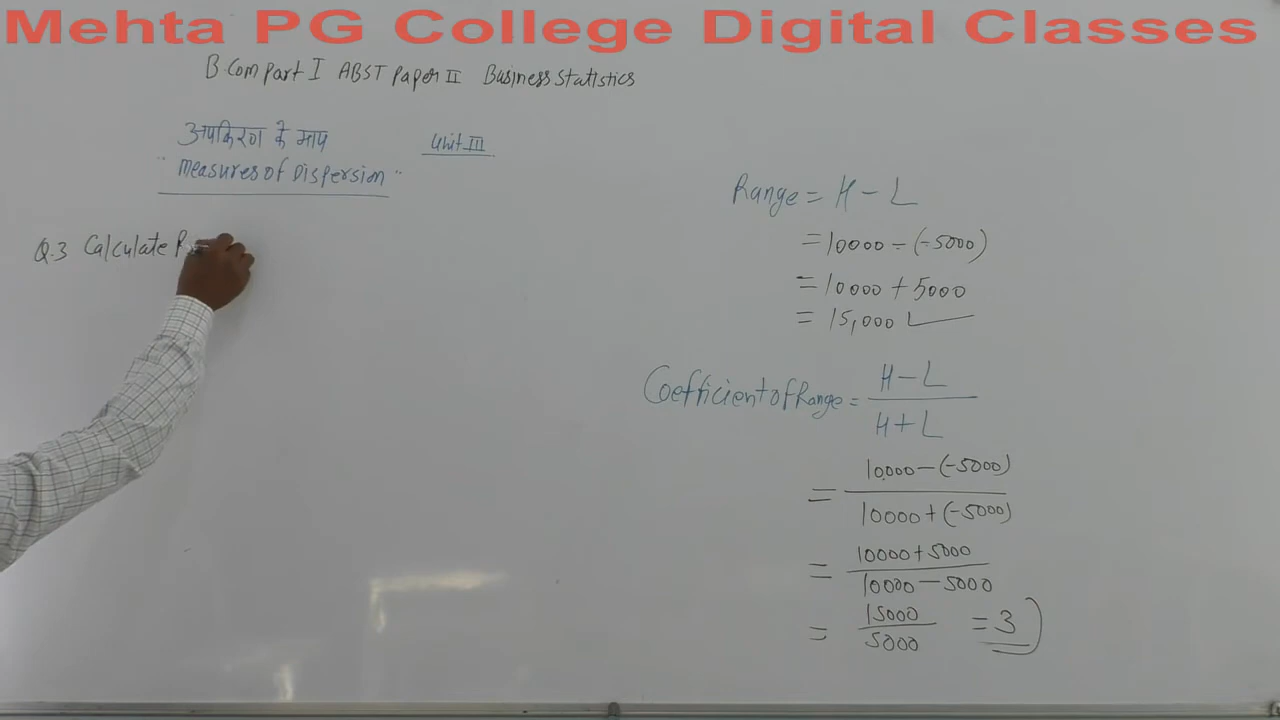 Mehta PG College Digital Classes
B.Com Part I ABST Paper II Business Statistics
अपकिरण के माप Unit III
"Measures of Dispersion"
Q.3 Calculate
Range = H - L
= 10000 - (-5000)
= 10000 + 5000
= 15,000
Coefficient of Range = H - L
H + L
= 10000 - (-5000)
10000 + (-5000)
= 10000 + 5000
10000 - 5000
= 15000 = 3
5000